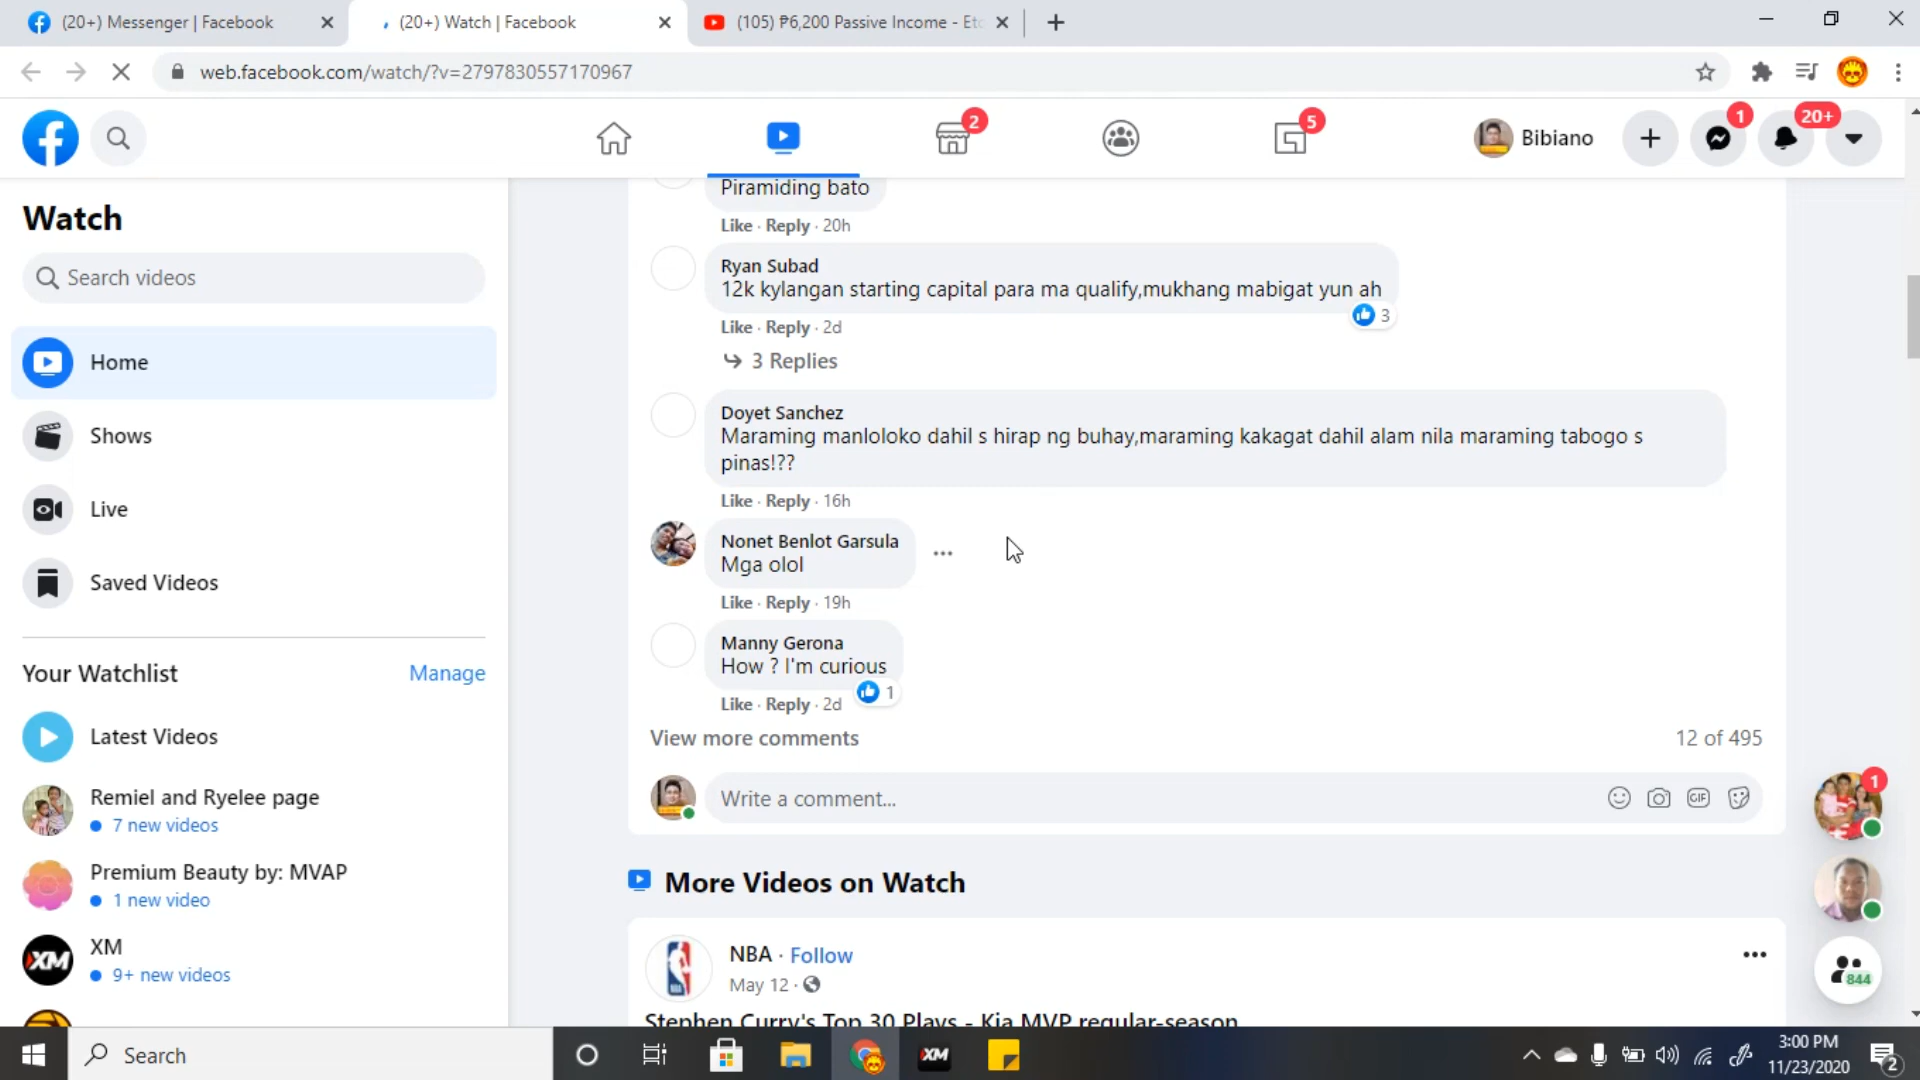 (20+) Messenger | Facebook
(20+) Watch | Facebook
(105) ₱6,200 Passive Income - Eto
web.facebook.com/watch/?v=2797830557170967
2
5
Bibiano
1
20+
Watch
Search videos
Home
Shows
Live
Saved Videos
Your Watchlist
Manage
Latest Videos
Remiel and Ryelee page
7 new videos
Premium Beauty by: MVAP
1 new video
XM
XM
9+ new videos
Piramiding bato
Like · Reply · 20h
Ryan Subad
12k kylangan starting capital para ma qualify,mukhang mabigat yun ah
3
Like · Reply · 2d
3 Replies
Doyet Sanchez
Maraming manloloko dahil s hirap ng buhay,maraming kakagat dahil alam nila maraming tabogo s
pinas!??
Like · Reply · 16h
Nonet Benlot Garsula
Mga olol
Like · Reply · 19h
Manny Gerona
How ? I'm curious
1
Like · Reply · 2d
View more comments
12 of 495
Write a comment...
GIF
More Videos on Watch
NBA · Follow
May 12 ·
Stephen Curry's Top 30 Plays - Kia MVP regular-season
1
844
Search
XM
3:00 PM
11/23/2020
2